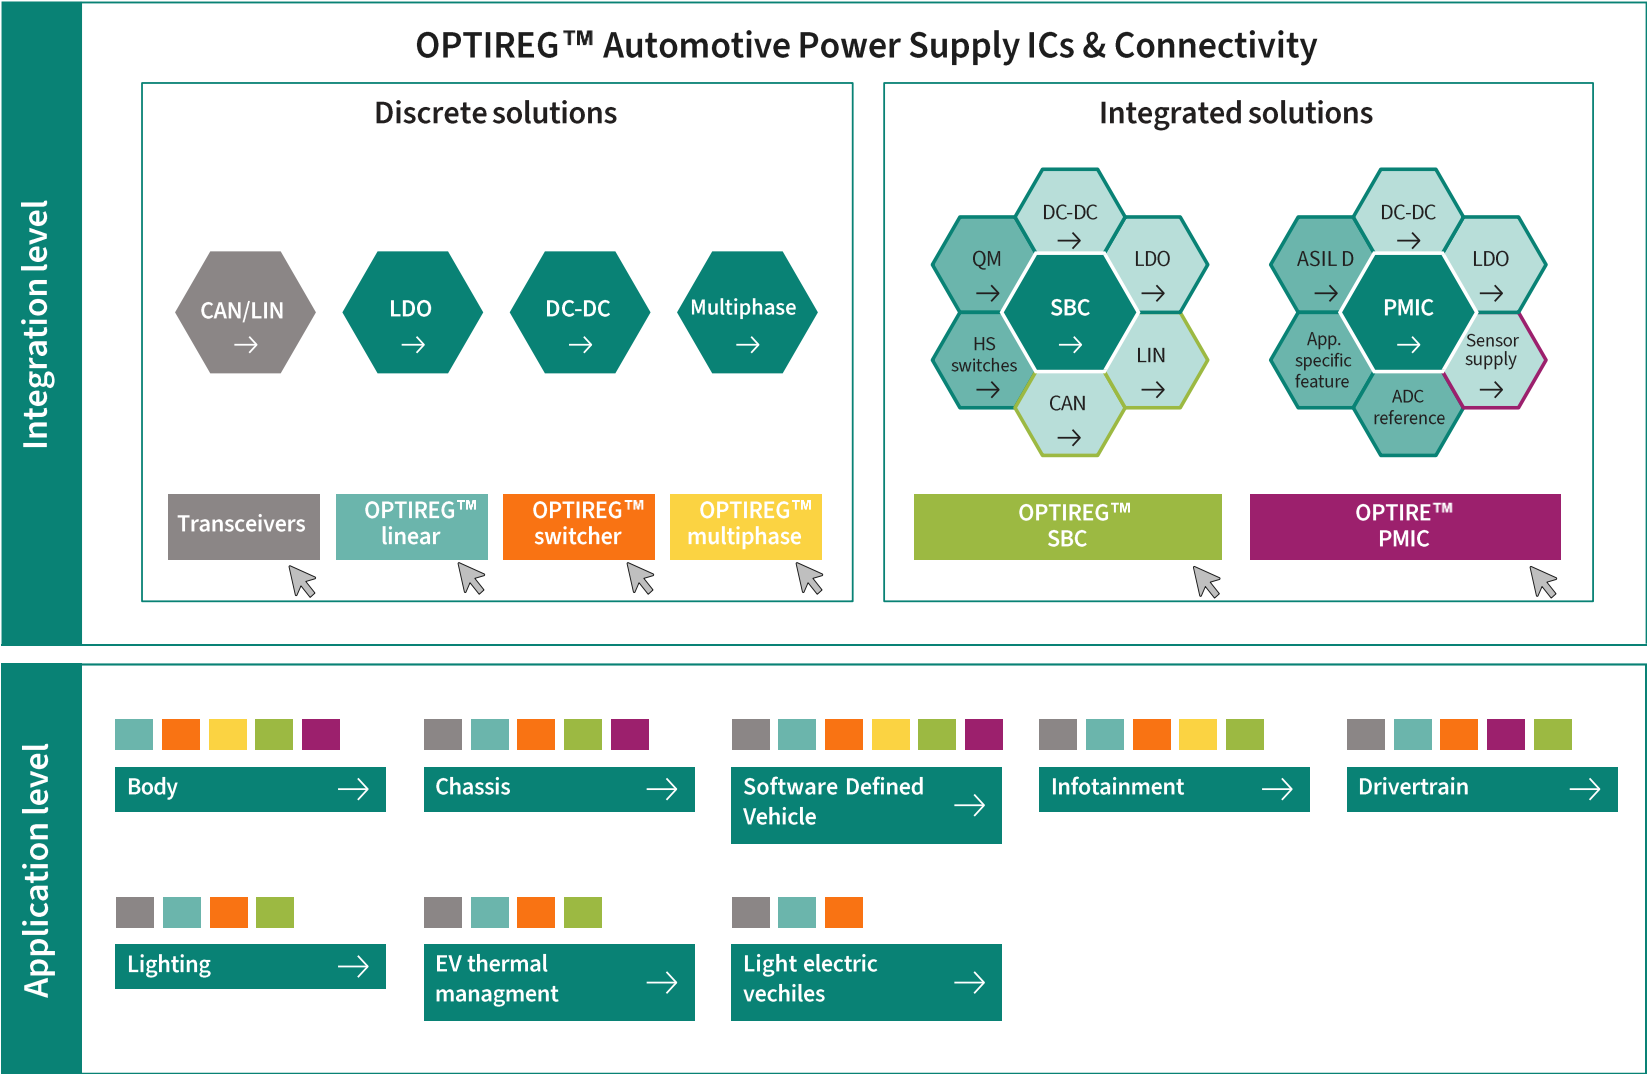 OPTIREG™ Automotive Power Supply ICs & Connectivity
Integration level
Discrete solutions
CAN/LIN
LDO
DC-DC
Multiphase
Transceivers
OPTIREG™
linear
OPTIREG™
switcher
OPTIREG™
multiphase
Integrated solutions
DC-DC
QM
LDO
SBC
HS
switches
LIN
CAN
OPTIREG™
SBC
DC-DC
ASIL D
LDO
PMIC
App.
specific
feature
Sensor
supply
ADC
reference
OPTIRE™
PMIC
Application level
Body
Chassis
Software Defined
Vehicle
Infotainment
Drivertrain
Lighting
EV thermal
managment
Light electric
vechiles